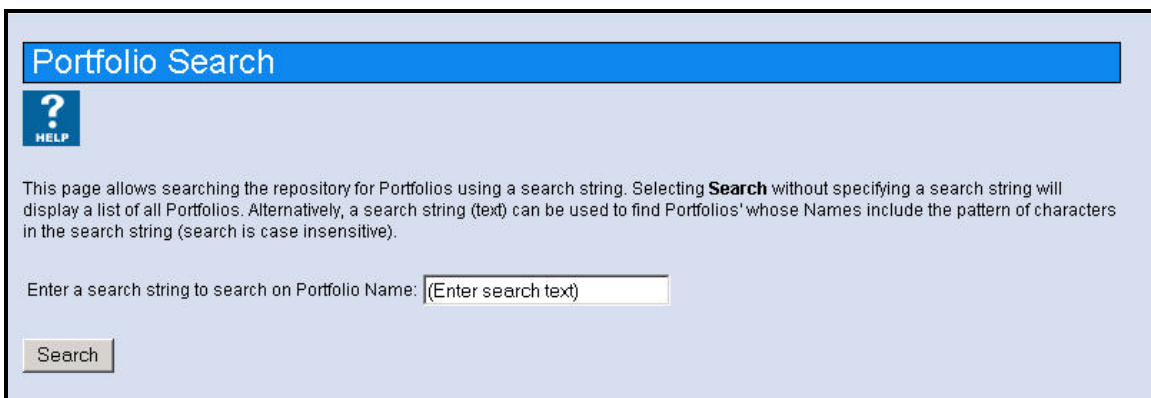 Portfolio Search
?
HELP
This page allows searching the repository for Portfolios using a search string. Selecting Search without specifying a search string will
display a list of all Portfolios. Alternatively, a search string (text) can be used to find Portfolios' whose Names include the pattern of characters
in the search string (search is case insensitive).
Enter a search string to search on Portfolio Name: (Enter search text)
Search